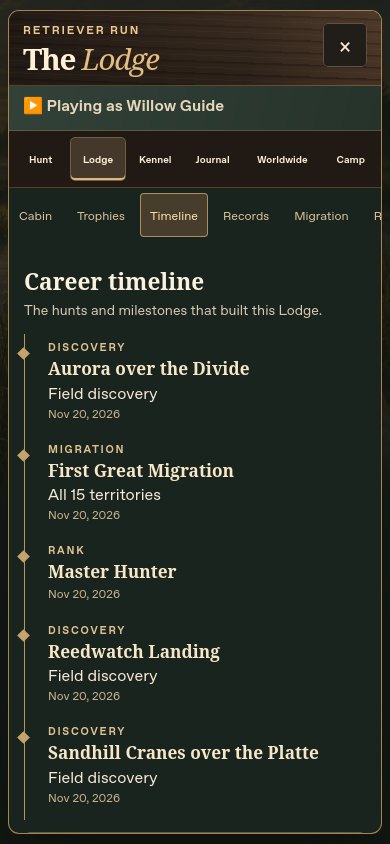 RETRIEVER RUN
The Lodge
×
▶️ Playing as Willow Guide
Hunt Lodge Kennel Journal Worldwide Camp
Cabin Trophies Timeline Records Migration R
Career timeline
The hunts and milestones that built this Lodge.
DISCOVERY
Aurora over the Divide
Field discovery
Nov 20, 2026
MIGRATION
First Great Migration
All 15 territories
Nov 20, 2026
RANK
Master Hunter
Nov 20, 2026
DISCOVERY
Reedwatch Landing
Field discovery
Nov 20, 2026
DISCOVERY
Sandhill Cranes over the Platte
Field discovery
Nov 20, 2026